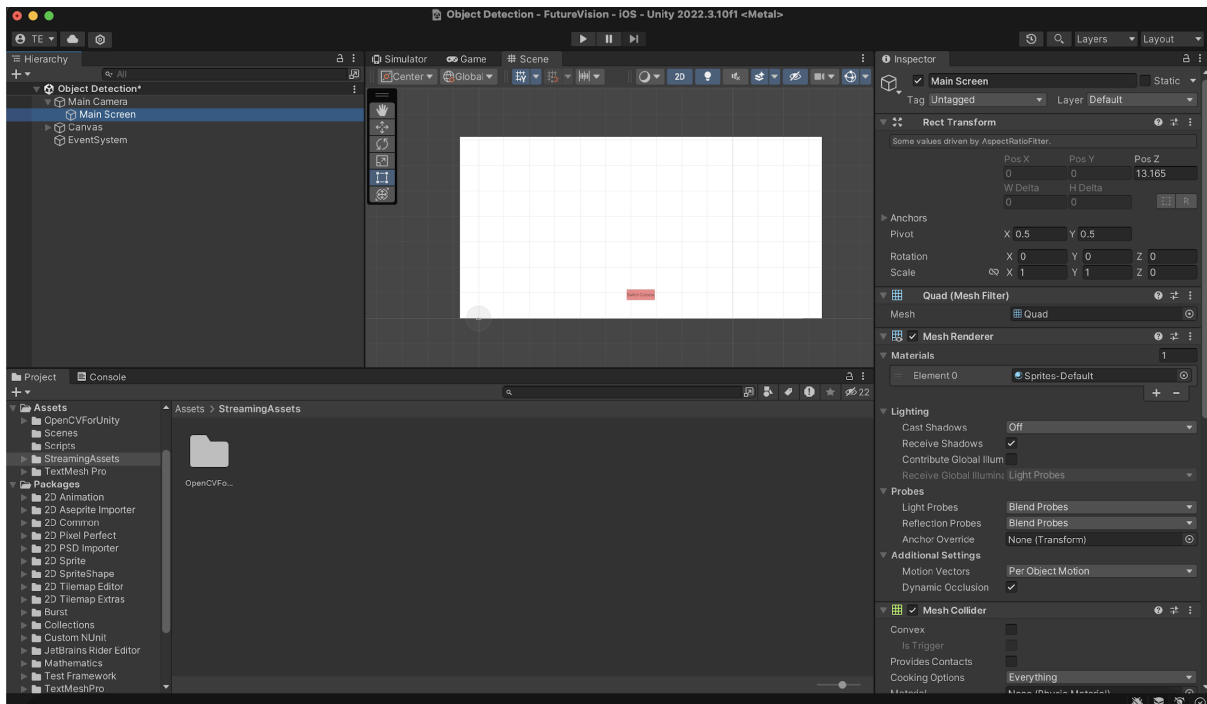 Object Detection - FutureVision - iOS - Unity 2022.3.10f1 <Metal>
TE
Layers
Layout
Hierarchy
All
Object Detection*
Main Camera
Main Screen
Canvas
EventSystem
Simulator
Game
Scene
Center
Global
2D
Inspector
Main Screen
Static
Tag Untagged
Layer Default
Rect Transform
Some values driven by AspectRatioFitter.
Pos X Pos Y Pos Z
0 0 13.165
W Delta H Delta
0 0
R
Anchors
Pivot X 0.5 Y 0.5
Rotation X 0 Y 0 Z 0
Scale X 1 Y 1 Z 0
Quad (Mesh Filter)
Mesh Quad
Mesh Renderer
Materials 1
Element 0 Sprites-Default
Lighting
Cast Shadows Off
Receive Shadows
Contribute Global Illum
Receive Global Illumina Light Probes
Probes
Light Probes Blend Probes
Reflection Probes Blend Probes
Anchor Override None (Transform)
Additional Settings
Motion Vectors Per Object Motion
Dynamic Occlusion
Mesh Collider
Convex
Is Trigger
Provides Contacts
Cooking Options Everything
Material None (Physic Material)
Project
Console
22
Assets
OpenCVForUnity
Scenes
Scripts
StreamingAssets
TextMesh Pro
Packages
2D Animation
2D Aseprite Importer
2D Common
2D Pixel Perfect
2D PSD Importer
2D Sprite
2D SpriteShape
2D Tilemap Editor
2D Tilemap Extras
Burst
Collections
Custom NUnit
JetBrains Rider Editor
Mathematics
Test Framework
TextMeshPro
Assets > StreamingAssets
OpenCVFo...